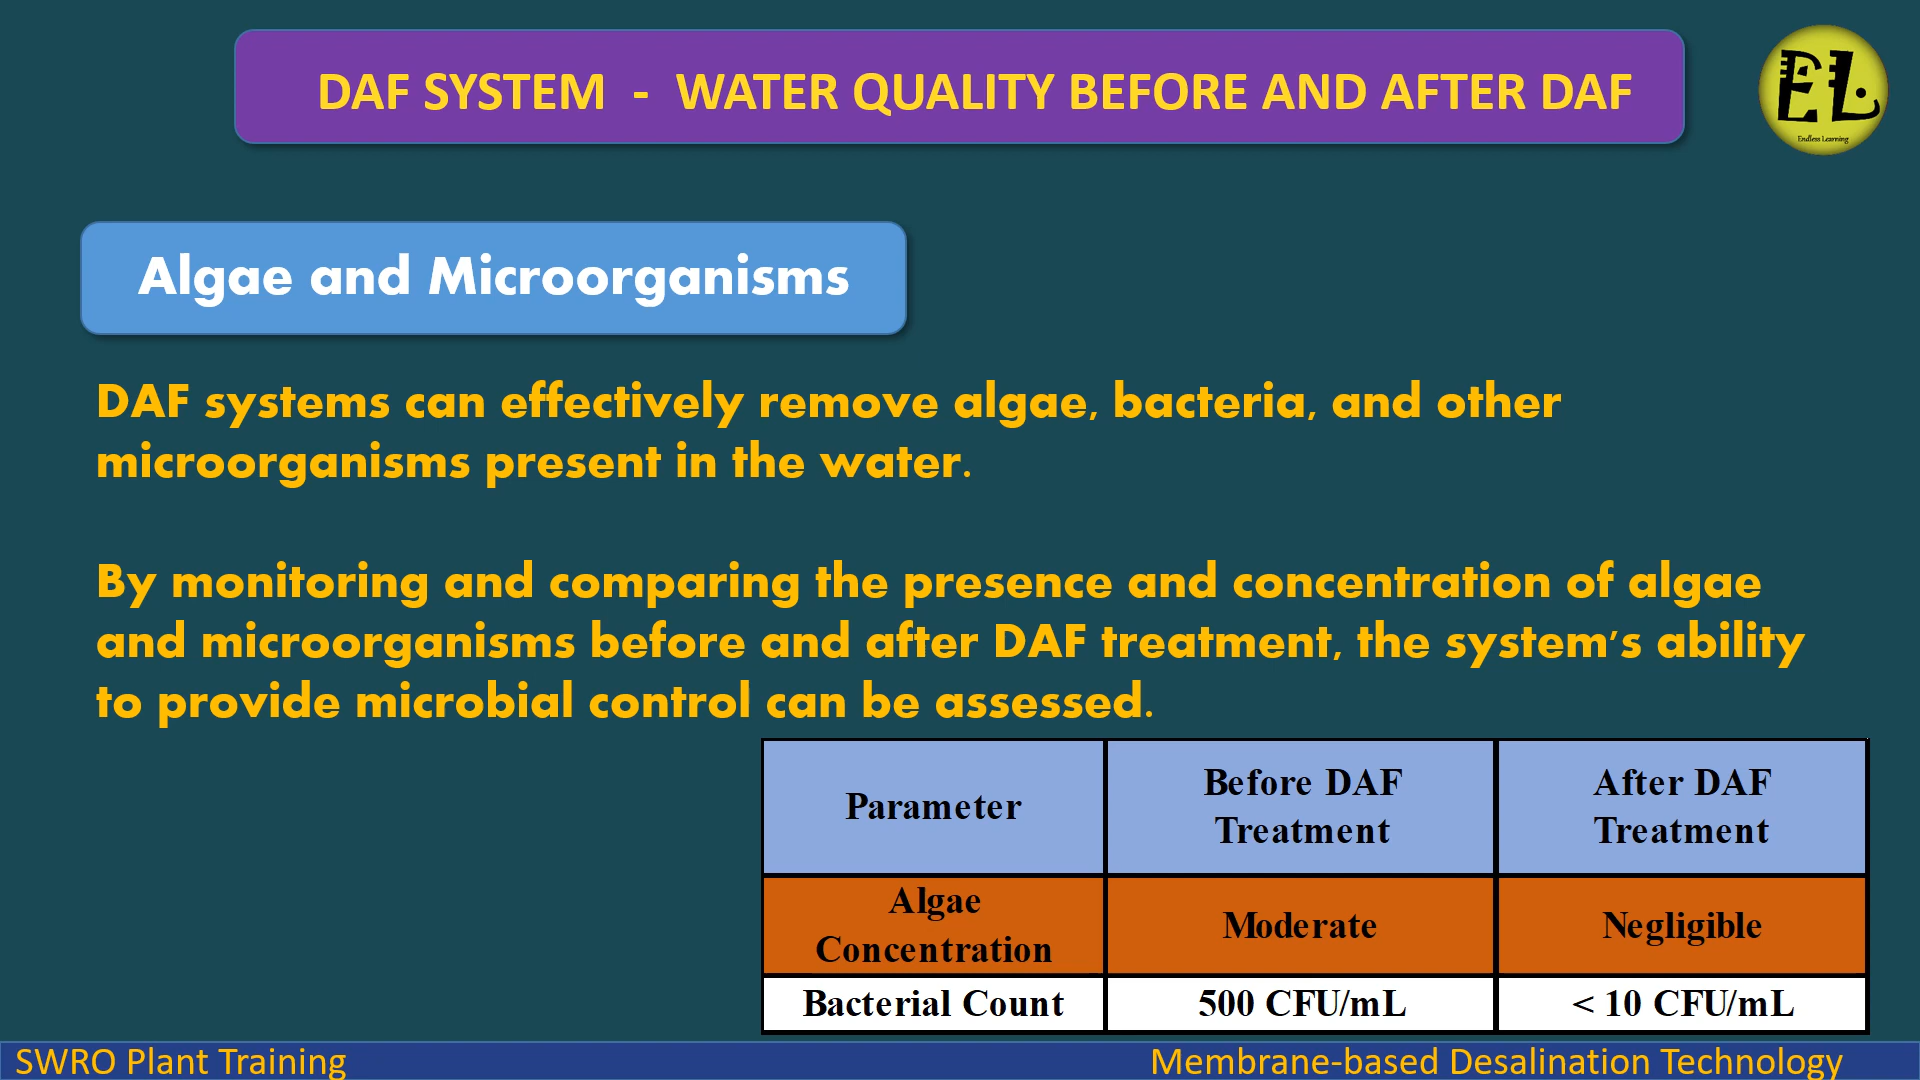 DAF SYSTEM - WATER QUALITY BEFORE AND AFTER DAF
EL
Endless Learning
Algae and Microorganisms
DAF systems can effectively remove algae, bacteria, and other
microorganisms present in the water.
By monitoring and comparing the presence and concentration of algae
and microorganisms before and after DAF treatment, the system's ability
to provide microbial control can be assessed.
Parameter
Before DAF
Treatment
After DAF
Treatment
Algae
Concentration
Moderate
Negligible
Bacterial Count
500 CFU/mL
< 10 CFU/mL
SWRO Plant Training
Membrane-based Desalination Technology